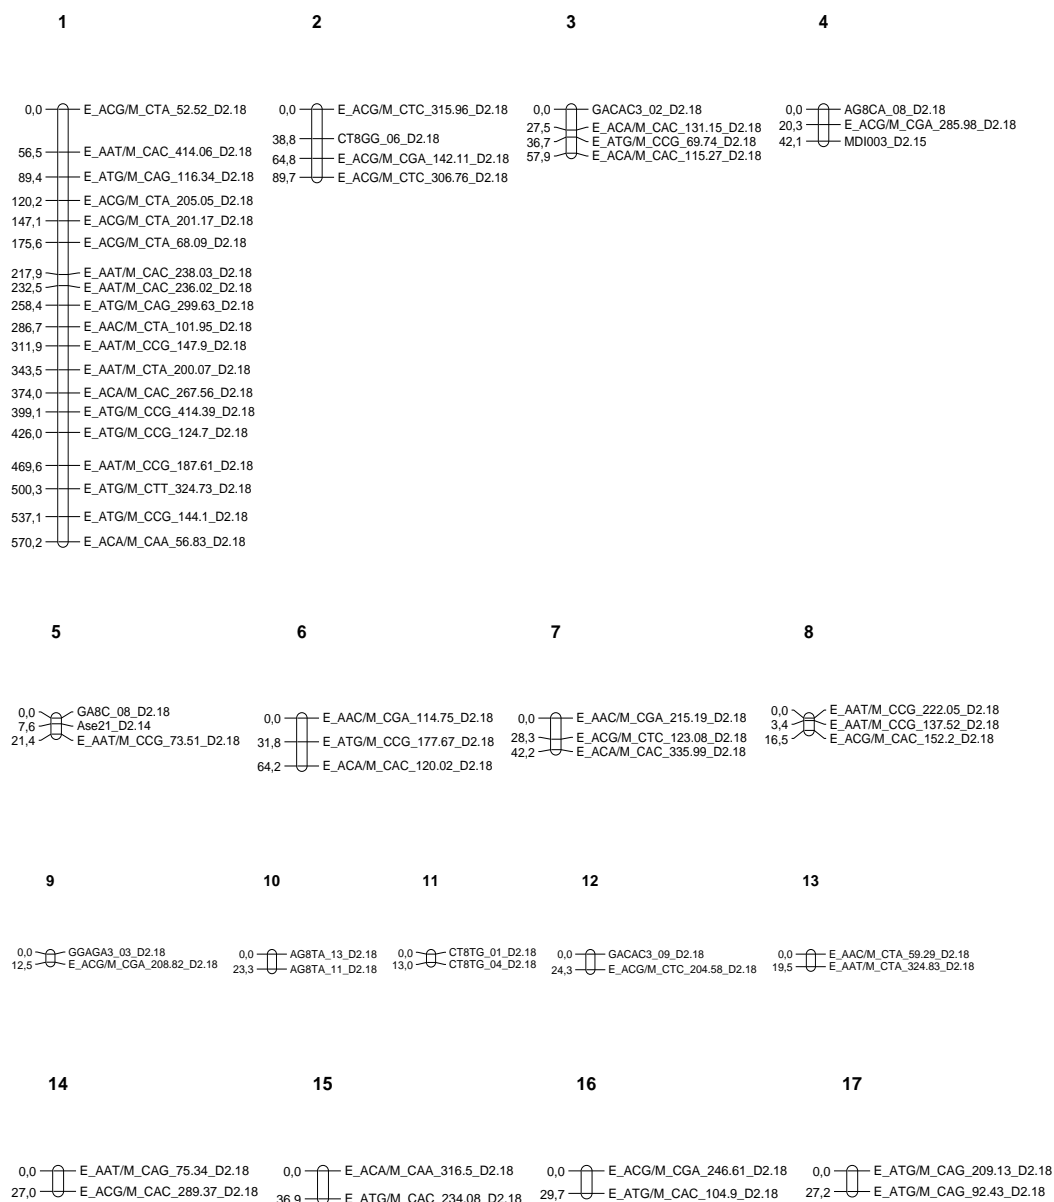 1 2 3 4
0,0 E_ACG/M_CTA_52.52_D2.18
56,5 E_AAT/M_CAC_414.06_D2.18
89,4 E_ATG/M_CAG_116.34_D2.18
120,2 E_ACG/M_CTA_205.05_D2.18
147,1 E_ACG/M_CTA_201.17_D2.18
175,6 E_ACG/M_CTA_68.09_D2.18
217,9 E_AAT/M_CAC_238.03_D2.18
232,5 E_AAT/M_CAC_236.02_D2.18
258,4 E_ATG/M_CAG_299.63_D2.18
286,7 E_AAC/M_CTA_101.95_D2.18
311,9 E_AAT/M_CCG_147.9_D2.18
343,5 E_AAT/M_CTA_200.07_D2.18
374,0 E_ACA/M_CAC_267.56_D2.18
399,1 E_ATG/M_CCG_414.39_D2.18
426,0 E_ATG/M_CCG_124.7_D2.18
469,6 E_AAT/M_CCG_187.61_D2.18
500,3 E_ATG/M_CTT_324.73_D2.18
537,1 E_ATG/M_CCG_144.1_D2.18
570,2 E_ACA/M_CAA_56.83_D2.18
0,0 E_ACG/M_CTC_315.96_D2.18
38,8 CT8GG_06_D2.18
64,8 E_ACG/M_CGA_142.11_D2.18
89,7 E_ACG/M_CTC_306.76_D2.18
0,0 GACAC3_02_D2.18
27,5 E_ACA/M_CAC_131.15_D2.18
36,7 E_ATG/M_CCG_69.74_D2.18
57,9 E_ACA/M_CAC_115.27_D2.18
0,0 AG8CA_08_D2.18
20,3 E_ACG/M_CGA_285.98_D2.18
42,1 MDI003_D2.15
5 6 7 8
0,0 GA8C_08_D2.18
7,6 Ase21_D2.14
21,4 E_AAT/M_CCG_73.51_D2.18
0,0 E_AAC/M_CGA_114.75_D2.18
31,8 E_ATG/M_CCG_177.67_D2.18
64,2 E_ACA/M_CAC_120.02_D2.18
0,0 E_AAC/M_CGA_215.19_D2.18
28,3 E_ACG/M_CTC_123.08_D2.18
42,2 E_ACA/M_CAC_335.99_D2.18
0,0 E_AAT/M_CCG_222.05_D2.18
3,4 E_AAT/M_CCG_137.52_D2.18
16,5 E_ACG/M_CAC_152.2_D2.18
9 10 11 12 13
0,0 GGAGA3_03_D2.18
12,5 E_ACG/M_CGA_208.82_D2.18
0,0 AG8TA_13_D2.18
23,3 AG8TA_11_D2.18
0,0 CT8TG_01_D2.18
13,0 CT8TG_04_D2.18
0,0 GACAC3_09_D2.18
24,3 E_ACG/M_CTC_204.58_D2.18
0,0 E_AAC/M_CTA_59.29_D2.18
19,5 E_AAT/M_CTA_324.83_D2.18
14 15 16 17
0,0 E_AAT/M_CAG_75.34_D2.18
27,0 E_ACG/M_CAC_289.37_D2.18
0,0 E_ACA/M_CAA_316.5_D2.18
36,9 E_ATG/M_CAC_234.08_D2.18
0,0 E_ACG/M_CGA_246.61_D2.18
29,7 E_ATG/M_CAC_104.9_D2.18
0,0 E_ATG/M_CAG_209.13_D2.18
27,2 E_ATG/M_CAG_92.43_D2.18